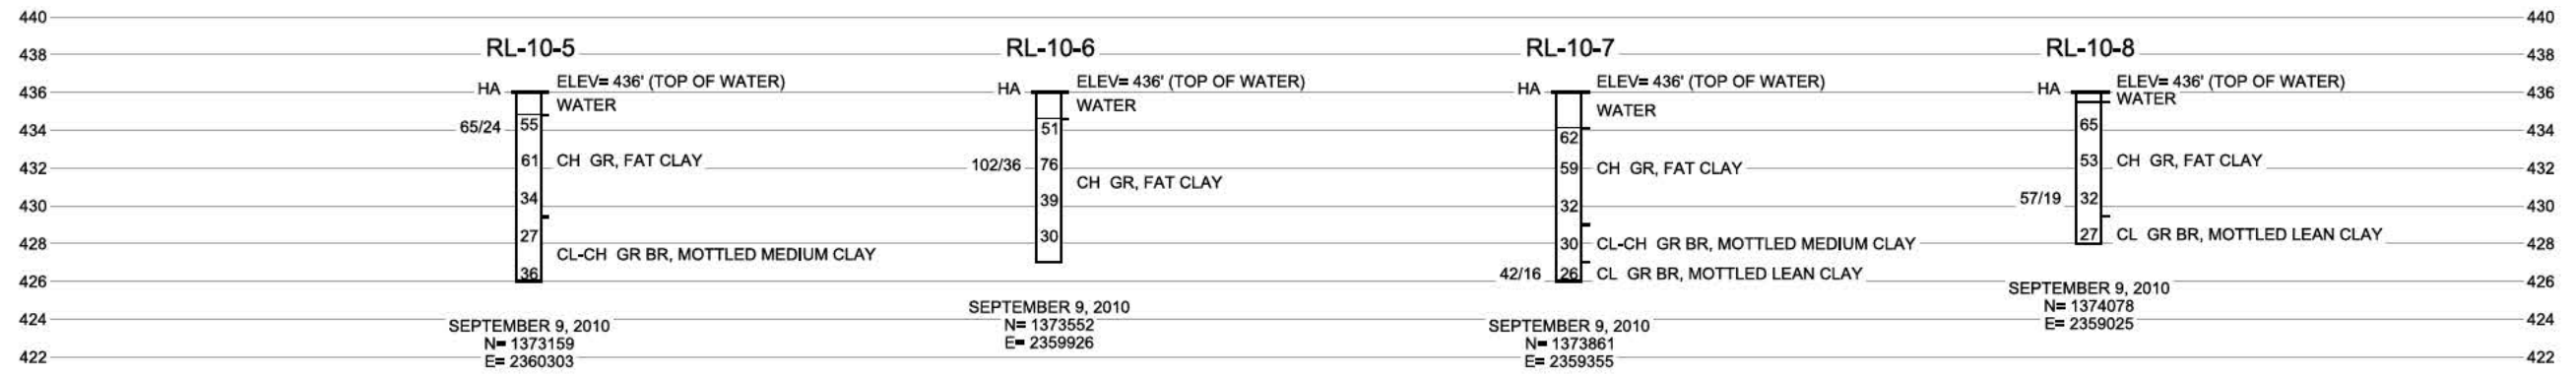 440 440
RL-10-5 RL-10-6 RL-10-7 RL-10-8
438 438
HA ELEV= 436' (TOP OF WATER) HA ELEV= 436' (TOP OF WATER) HA ELEV= 436' (TOP OF WATER) HA ELEV= 436' (TOP OF WATER)
436 436
WATER WATER WATER WATER
65/24 55 51 62 65
434 434
61 CH GR, FAT CLAY 102/36 76 59 CH GR, FAT CLAY 53 CH GR, FAT CLAY
432 432
CH GR, FAT CLAY
34 39 32 57/19 32
430 430
27 30 30 CL-CH GR BR, MOTTLED MEDIUM CLAY 27 CL GR BR, MOTTLED LEAN CLAY
428 428
CL-CH GR BR, MOTTLED MEDIUM CLAY
36 42/16 26 CL GR BR, MOTTLED LEAN CLAY
426 426
SEPTEMBER 9, 2010
N= 1374078
E= 2359025
SEPTEMBER 9, 2010
N= 1373552
E= 2359926
424 424
SEPTEMBER 9, 2010
N= 1373159
E= 2360303
SEPTEMBER 9, 2010
N= 1373861
E= 2359355
422 422